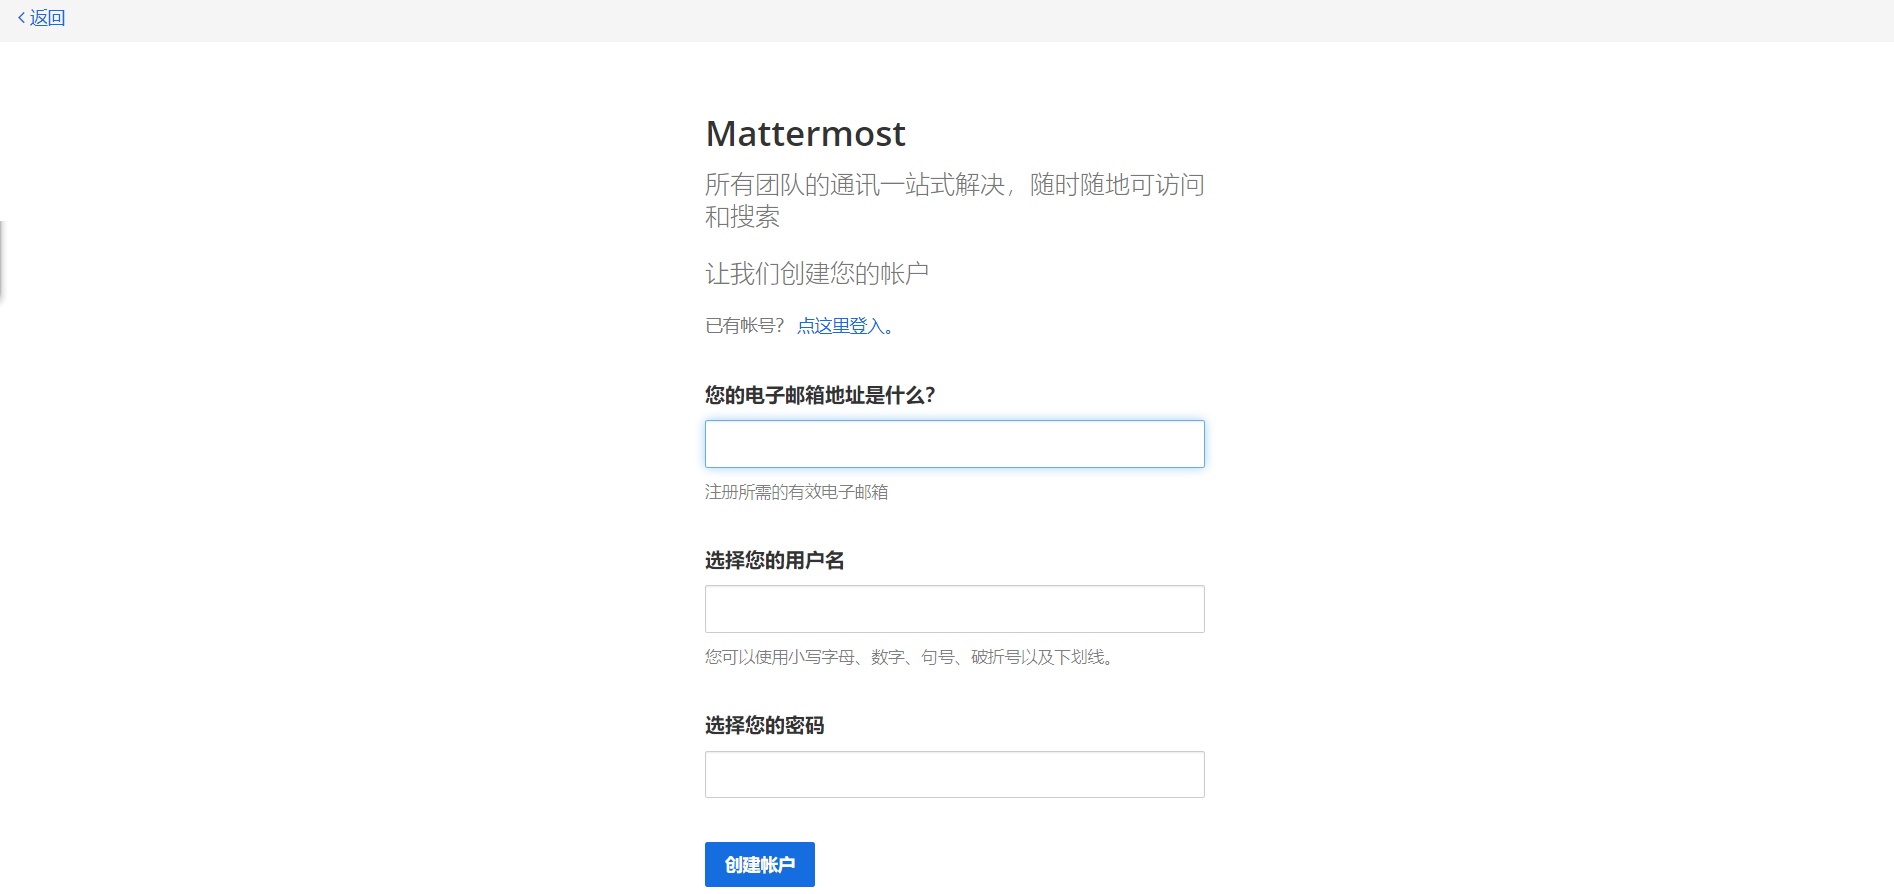 返回
Mattermost
所有团队的通讯一站式解决，随时随地可访问
和搜索
让我们创建您的帐户
已有帐号？ 点这里登入。
您的电子邮箱地址是什么?
注册所需的有效电子邮箱
选择您的用户名
您可以使用小写字母、数字、句号、破折号以及下划线。
选择您的密码
创建帐户